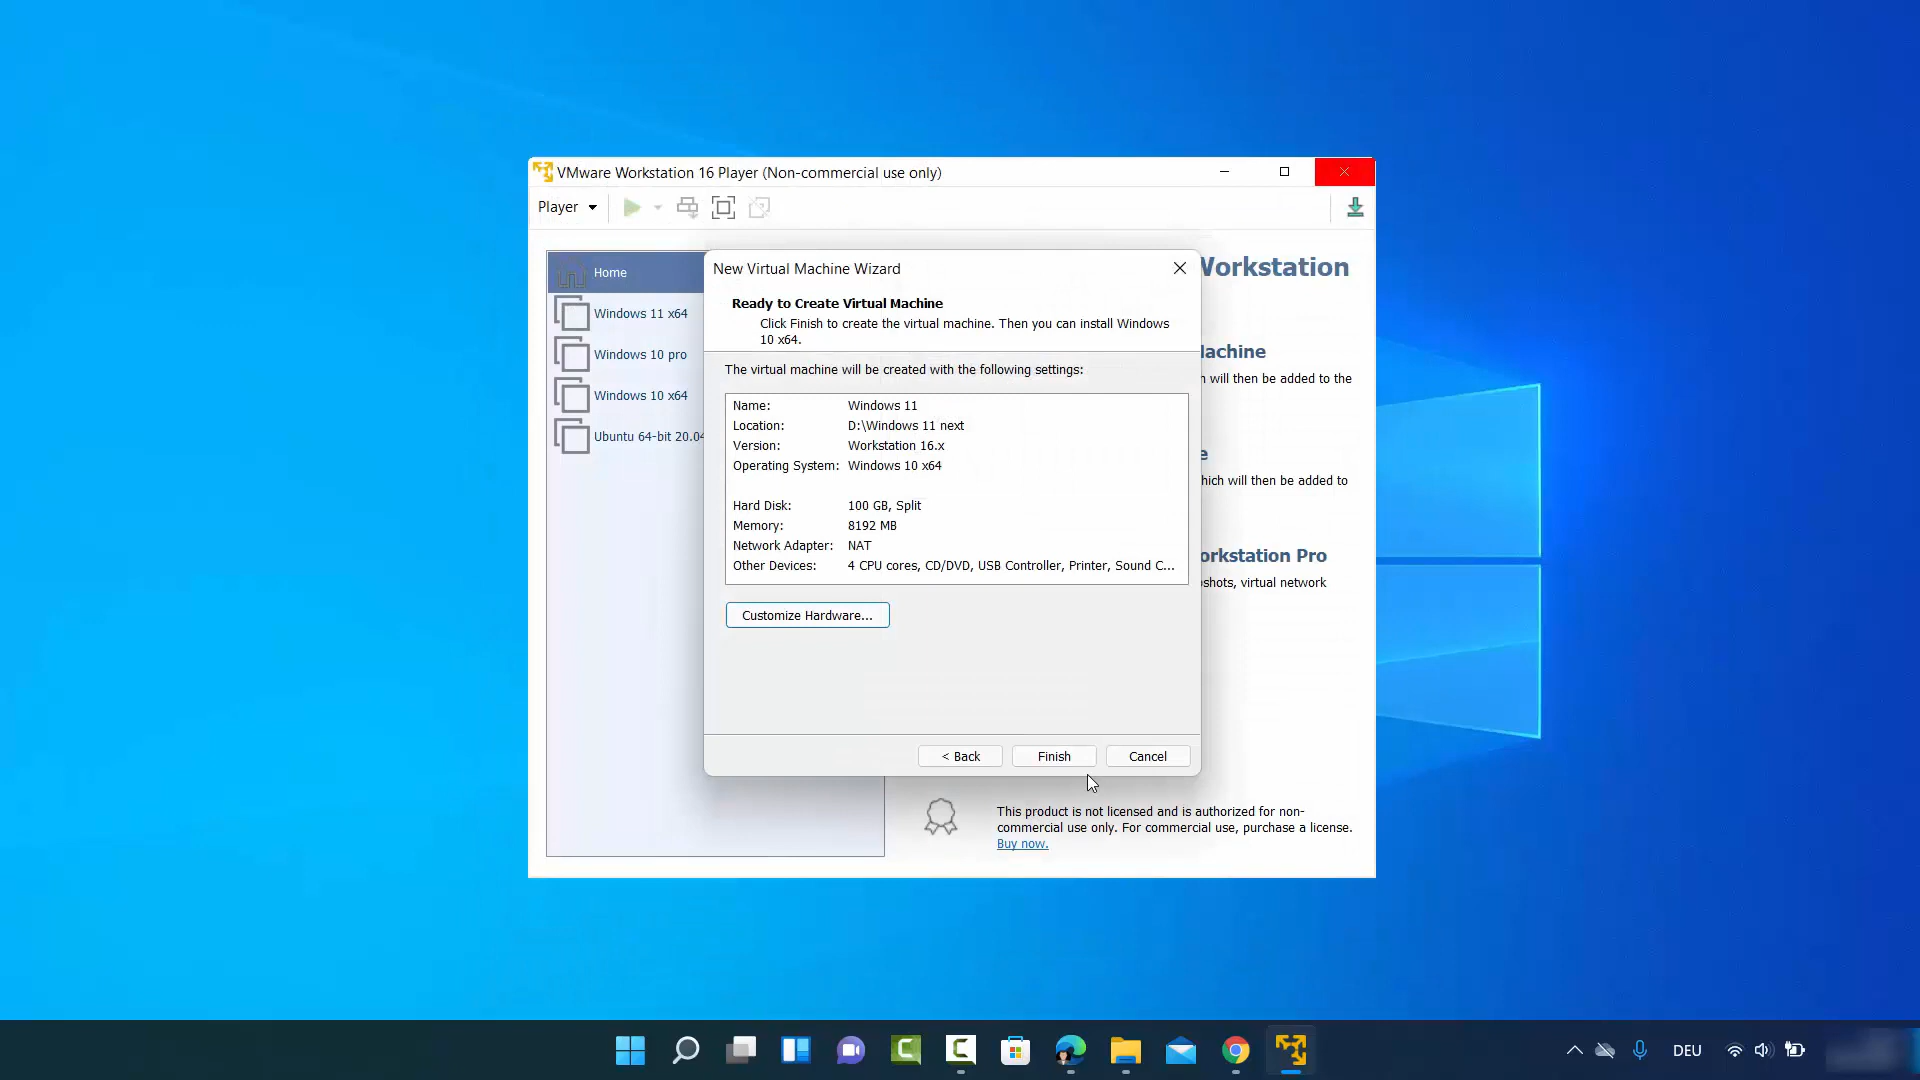 VMware Workstation 16 Player (Non-commercial use only)
Player
Home
Windows 11 x64
Windows 10 pro
Windows 10 x64
Ubuntu 64-bit 20.04
New Virtual Machine Wizard
Ready to Create Virtual Machine
Click Finish to create the virtual machine. Then you can install Windows
10 x64.
The virtual machine will be created with the following settings:
Name: Windows 11
Location: D:\Windows 11 next
Version: Workstation 16.x
Operating System: Windows 10 x64
Hard Disk: 100 GB, Split
Memory: 8192 MB
Network Adapter: NAT
Other Devices: 4 CPU cores, CD/DVD, USB Controller, Printer, Sound C...
Customize Hardware...
< Back
Finish
Cancel
Workstation
achine
will then be added to the
e
hich will then be added to
orkstation Pro
shots, virtual network
This product is not licensed and is authorized for non-
commercial use only. For commercial use, purchase a license.
Buy now.
DEU